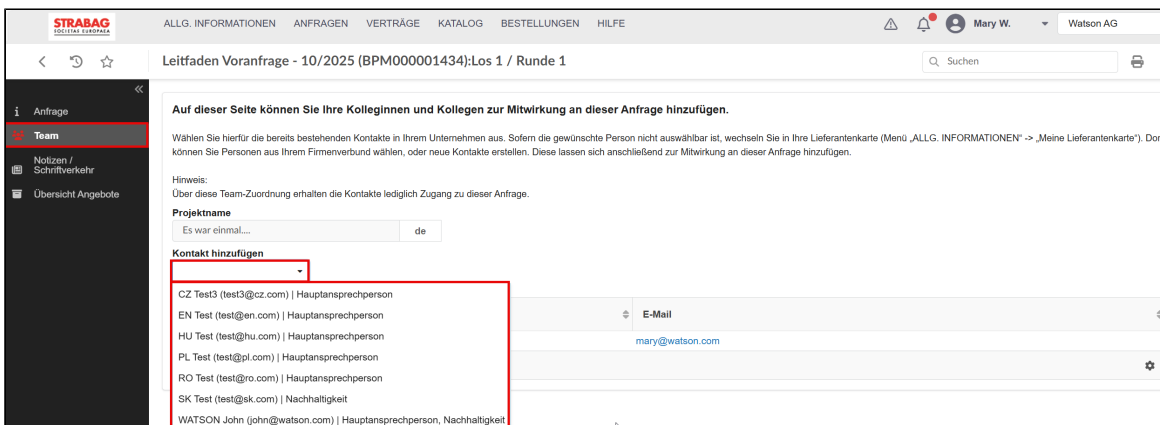 STRABAG
SOCIETAS EUROPAEA
ALLG. INFORMATIONEN ANFRAGEN VERTRÄGE KATALOG BESTELLUNGEN HILFE
Mary W.
Watson AG
Leitfaden Voranfrage - 10/2025 (BPM000001434):Los 1 / Runde 1
Suchen
Anfrage
Team
Notizen /
Schriftverkehr
Übersicht Angebote
Auf dieser Seite können Sie Ihre Kolleginnen und Kollegen zur Mitwirkung an dieser Anfrage hinzufügen.
Wählen Sie hierfür die bereits bestehenden Kontakte in Ihrem Unternehmen aus. Sofern die gewünschte Person nicht auswählbar ist, wechseln Sie in Ihre Lieferantenkarte (Menü „ALLG. INFORMATIONEN" -> „Meine Lieferantenkarte"). Dor
können Sie Personen aus Ihrem Firmenverbund wählen, oder neue Kontakte erstellen. Diese lassen sich anschließend zur Mitwirkung an dieser Anfrage hinzufügen.
Hinweis:
Über diese Team-Zuordnung erhalten die Kontakte lediglich Zugang zu dieser Anfrage.
Projektname
Es war einmal.... de
Kontakt hinzufügen
CZ Test3 (test3@cz.com) | Hauptansprechperson
EN Test (test@en.com) | Hauptansprechperson
HU Test (test@hu.com) | Hauptansprechperson
PL Test (test@pl.com) | Hauptansprechperson
RO Test (test@ro.com) | Hauptansprechperson
SK Test (test@sk.com) | Nachhaltigkeit
WATSON John (john@watson.com) | Hauptansprechperson, Nachhaltigkeit
E-Mail
mary@watson.com